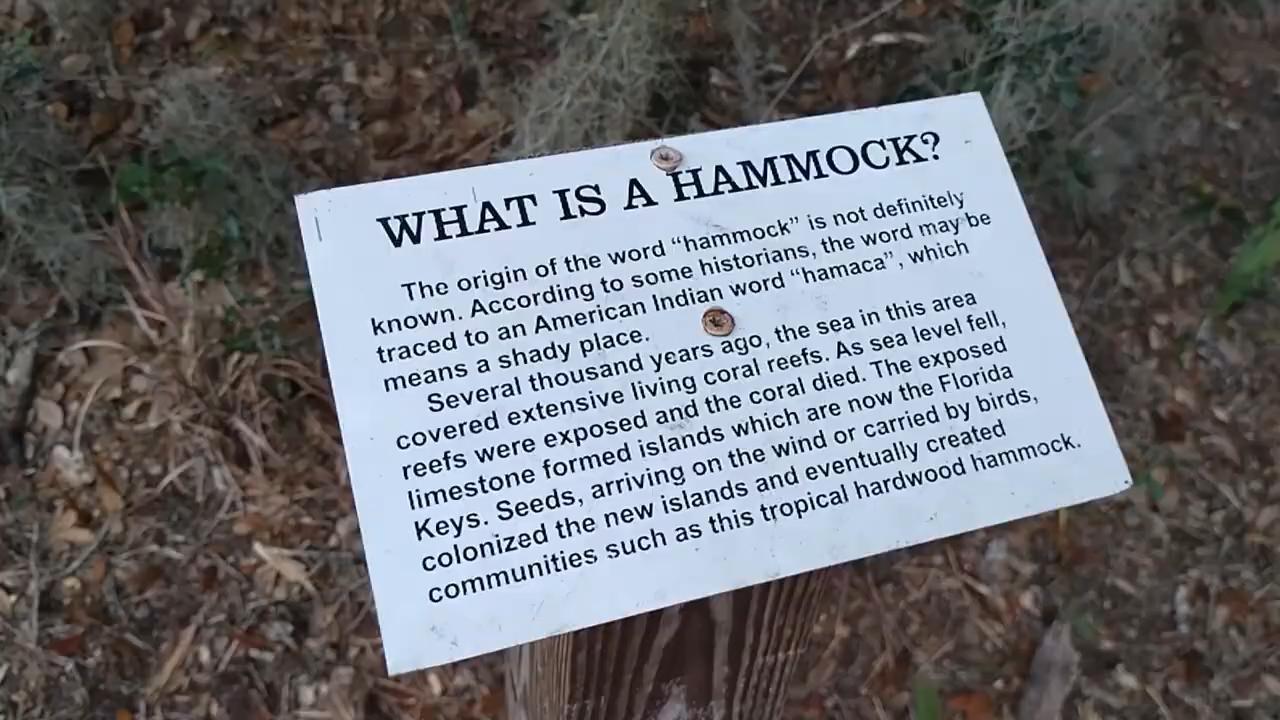 WHAT IS A HAMMOCK?
The origin of the word “hammock” is not definitely
known. According to some historians, the word may be
traced to an American Indian word “hamaca”, which
means a shady place.
Several thousand years ago, the sea in this area
covered extensive living coral reefs. As sea level fell,
reefs were exposed and the coral died. The exposed
limestone formed islands which are now the Florida
Keys. Seeds, arriving on the wind or carried by birds,
colonized the new islands and eventually created
communities such as this tropical hardwood hammock.